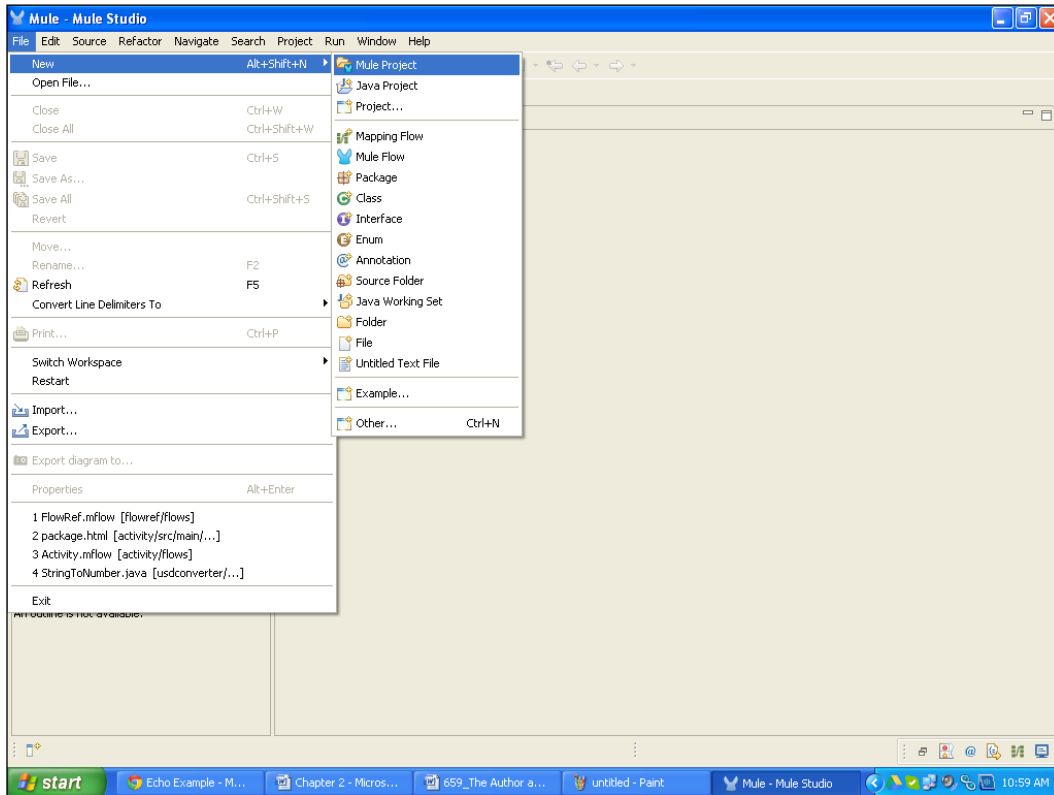 Mule - Mule Studio
File Edit Source Refactor Navigate Search Project Run Window Help
New Alt+Shift+N
Open File...
Close Ctrl+W
Close All Ctrl+Shift+W
Save Ctrl+S
Save As...
Save All Ctrl+Shift+S
Revert
Move...
Rename... F2
Refresh F5
Convert Line Delimiters To
Print... Ctrl+P
Switch Workspace
Restart
Import...
Export...
Export diagram to...
Properties Alt+Enter
1 FlowRef.mflow [flowref/flows]
2 package.html [activity/src/main/...]
3 Activity.mflow [activity/flows]
4 StringToNumber.java [usdconverter/...]
Exit
Mule Project
Java Project
Project...
Mapping Flow
Mule Flow
Package
Class
Interface
Enum
Annotation
Source Folder
Java Working Set
Folder
File
Untitled Text File
Example...
Other... Ctrl+N
An outline is not available.
start
Echo Example - M...
Chapter 2 - Micros...
659_The Author a...
untitled - Paint
Mule - Mule Studio
10:59 AM